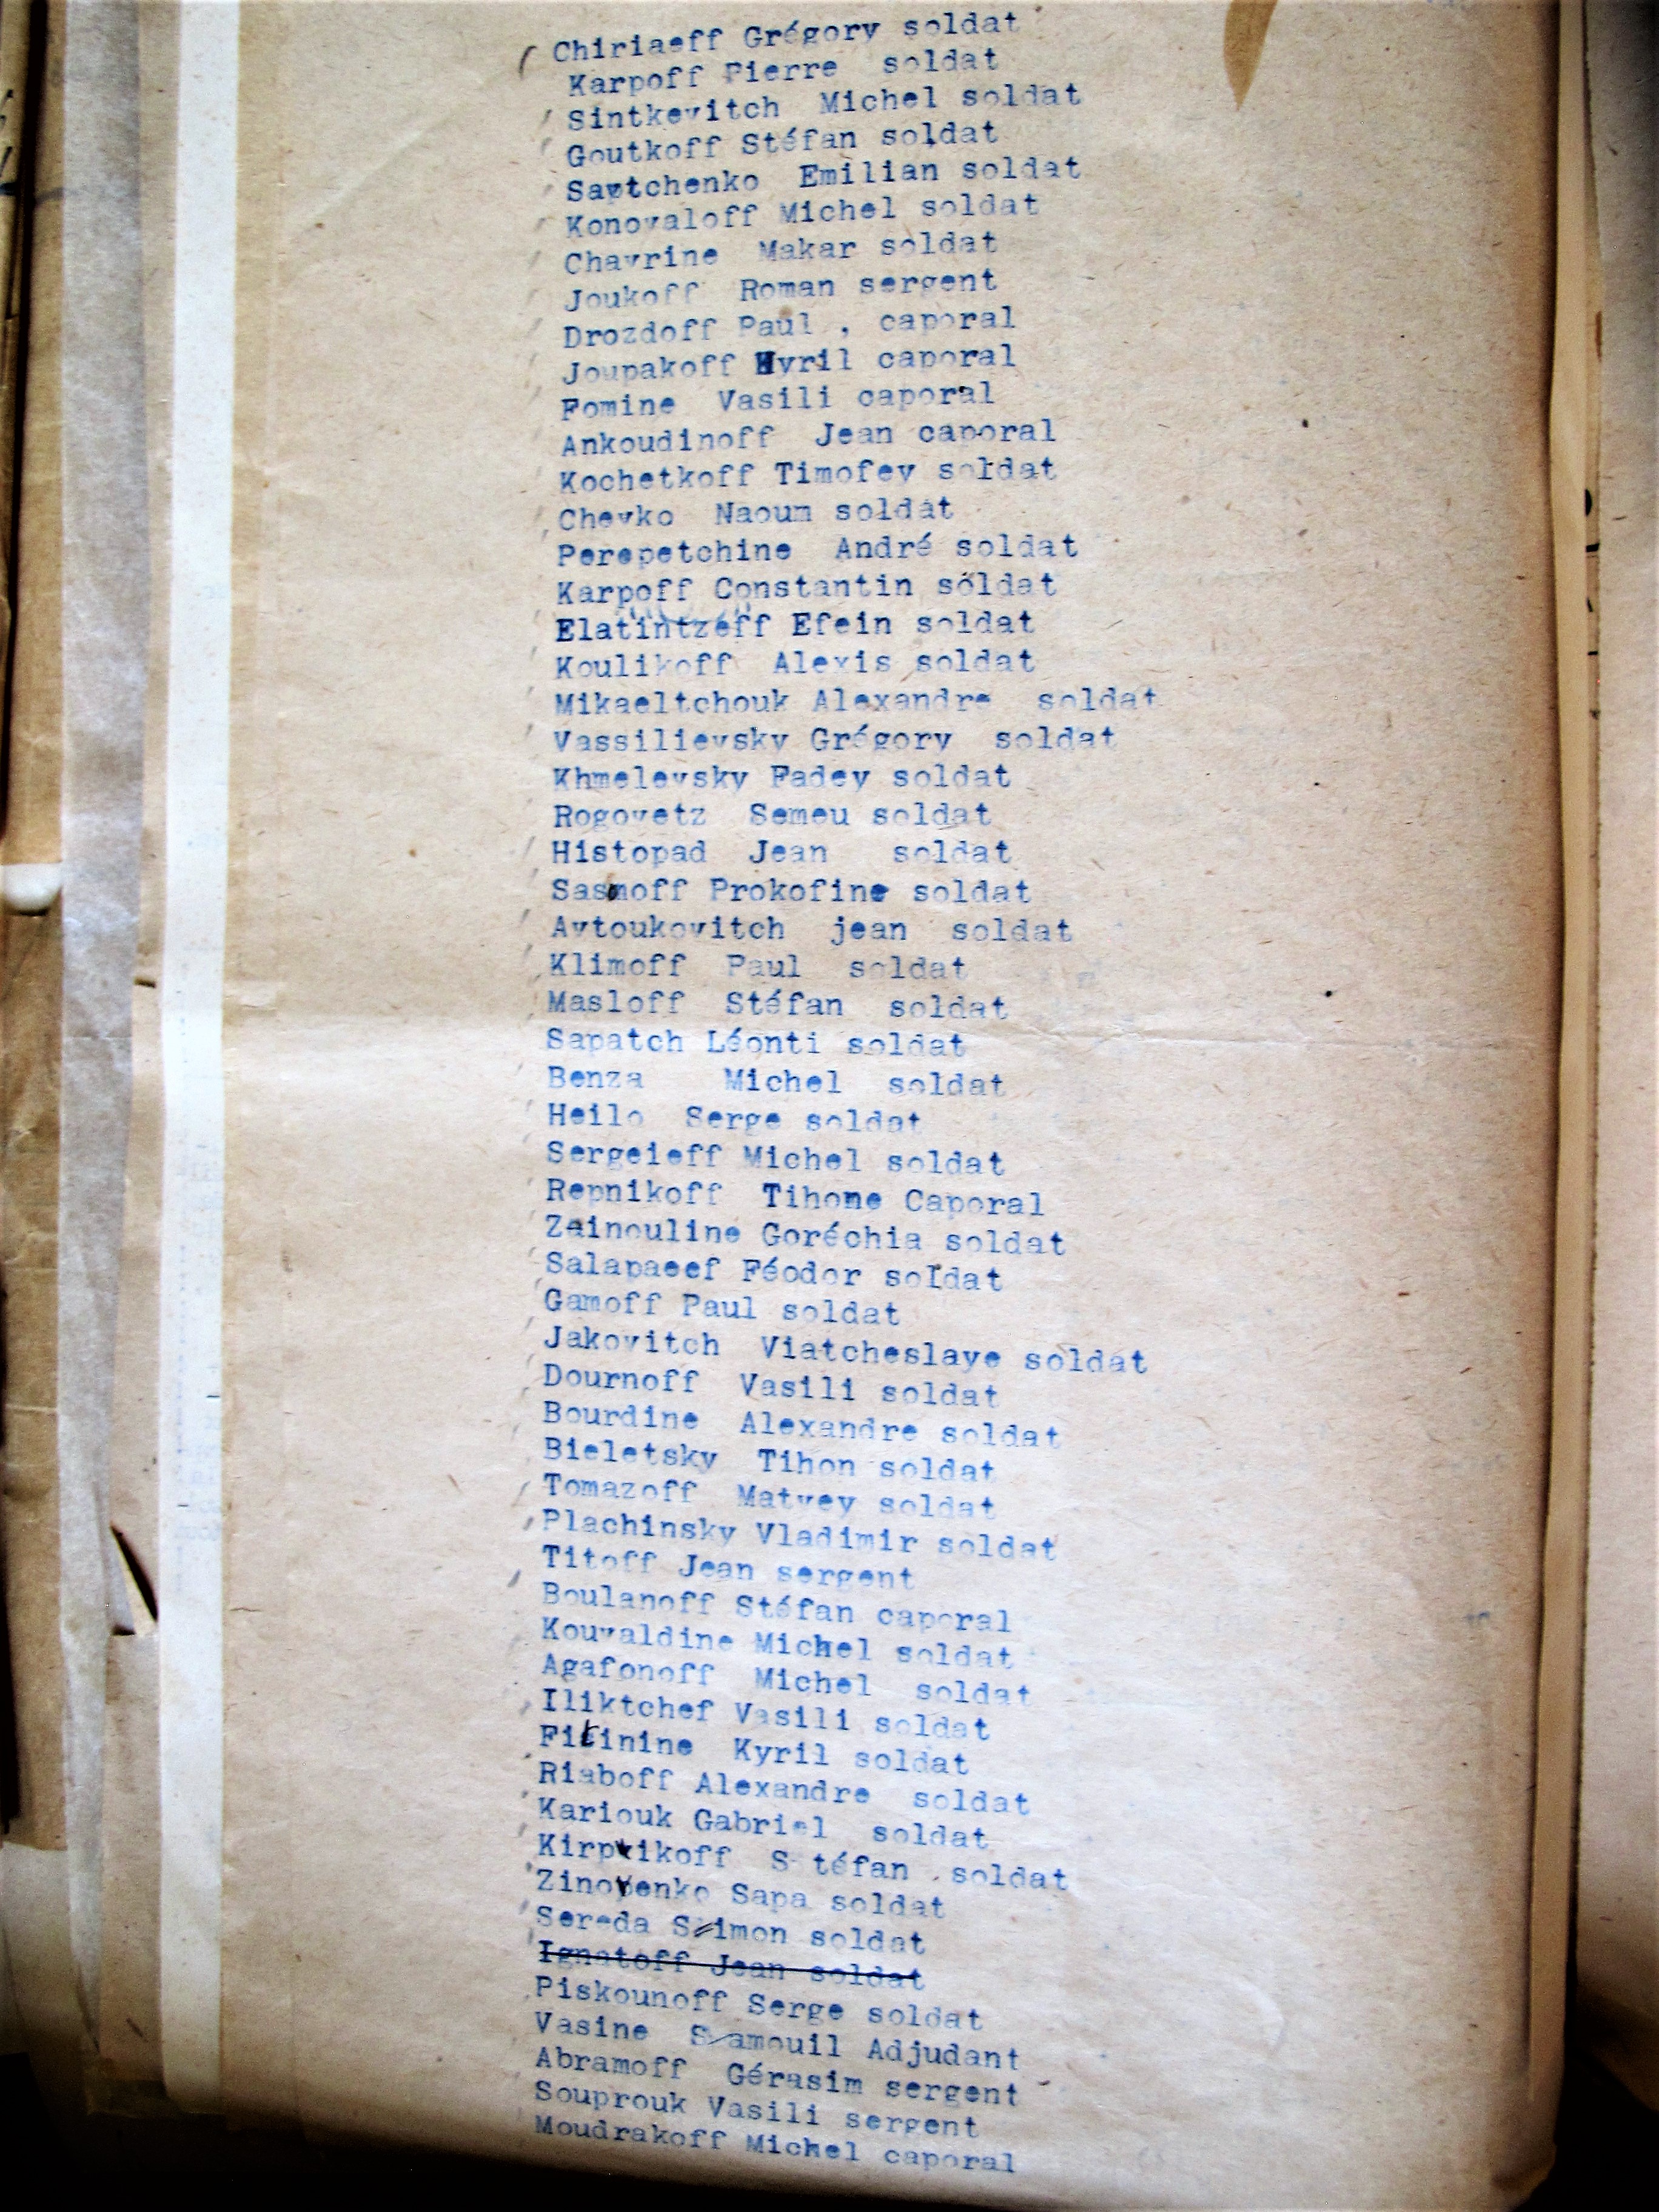 Chiriaeff Grégory soldat
Karpoff Pierre soldat
Sintkevitch Michel soldat
Goutkoff Stéfan soldat
Savtchenko Emilian soldat
Konovaloff Michel soldat
Chavrine Makar soldat
Joukoff Roman sergent
Drozdoff Paul , caporal
Joupakoff Kyril caporal
Fomine Vasili caporal
Ankoudinoff Jean caporal
Kochetkoff Timofey soldat
Chevko Naoum soldat
Perepetchine André soldat
Karpoff Constantin soldat
Elatintzeff Efein soldat
Koulikoff Alexis soldat
Mikaeltchouk Alexandre soldat
Vassilievsky Grégory soldat
Khmelevsky Fadey soldat
Rogovetz Semeu soldat
Histopad Jean soldat
Sasmoff Prokofine soldat
Avtoukovitch jean soldat
Klimoff Paul soldat
Masloff Stéfan soldat
Sapatch Léonti soldat
Benza Michel soldat
Heilo Serge soldat
Sergeieff Michel soldat
Repnikoff Tihone Caporal
Zainouline Goréchia soldat
Salapaeef Féodor soldat
Gamoff Paul soldat
Jakovitch Viatcheslave soldat
Dournoff Vasili soldat
Bourdine Alexandre soldat
Bieletsky Tihon soldat
Tomazoff Matvey soldat
Plachinsky Vladimir soldat
Titoff Jean sergent
Boulanoff Stéfan caporal
Kouvaldine Michel soldat
Agafonoff Michel soldat
Iliktchef Vasili soldat
Fitinine Kyril soldat
Riaboff Alexandre soldat
Kariouk Gabriel soldat
Kirptikoff S téfan soldat
Zinovenko Sapa soldat
Sereda Simon soldat
Ignatoff Jean soldat
Piskounoff Serge soldat
Vasine Samouil Adjudant
Abramoff Gérasim sergent
Souprouk Vasili sergent
Moudrakoff Michel caporal